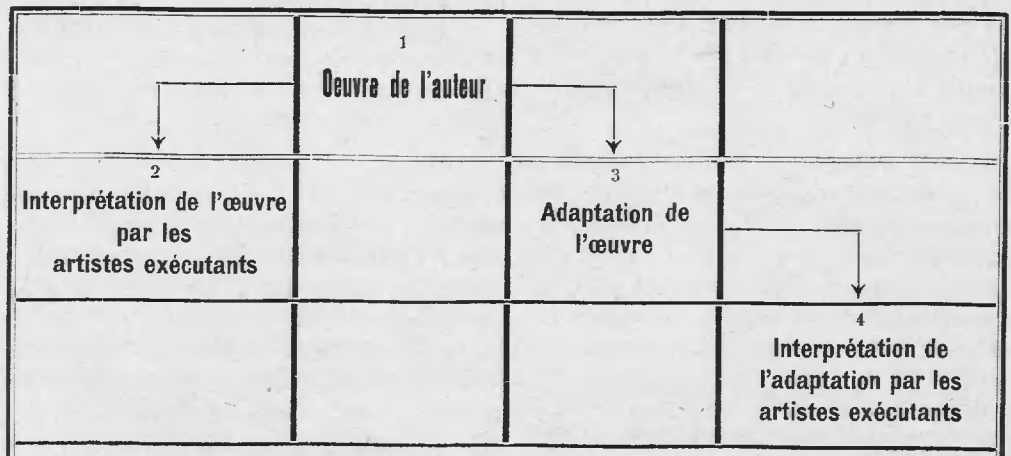 1
Oeuvre de l'auteur
2
Interprétation de l'œuvre
par les
artistes exécutants
3
Adaptation de
l'œuvre
4
Interprétation de
l'adaptation par les
artistes exécutants